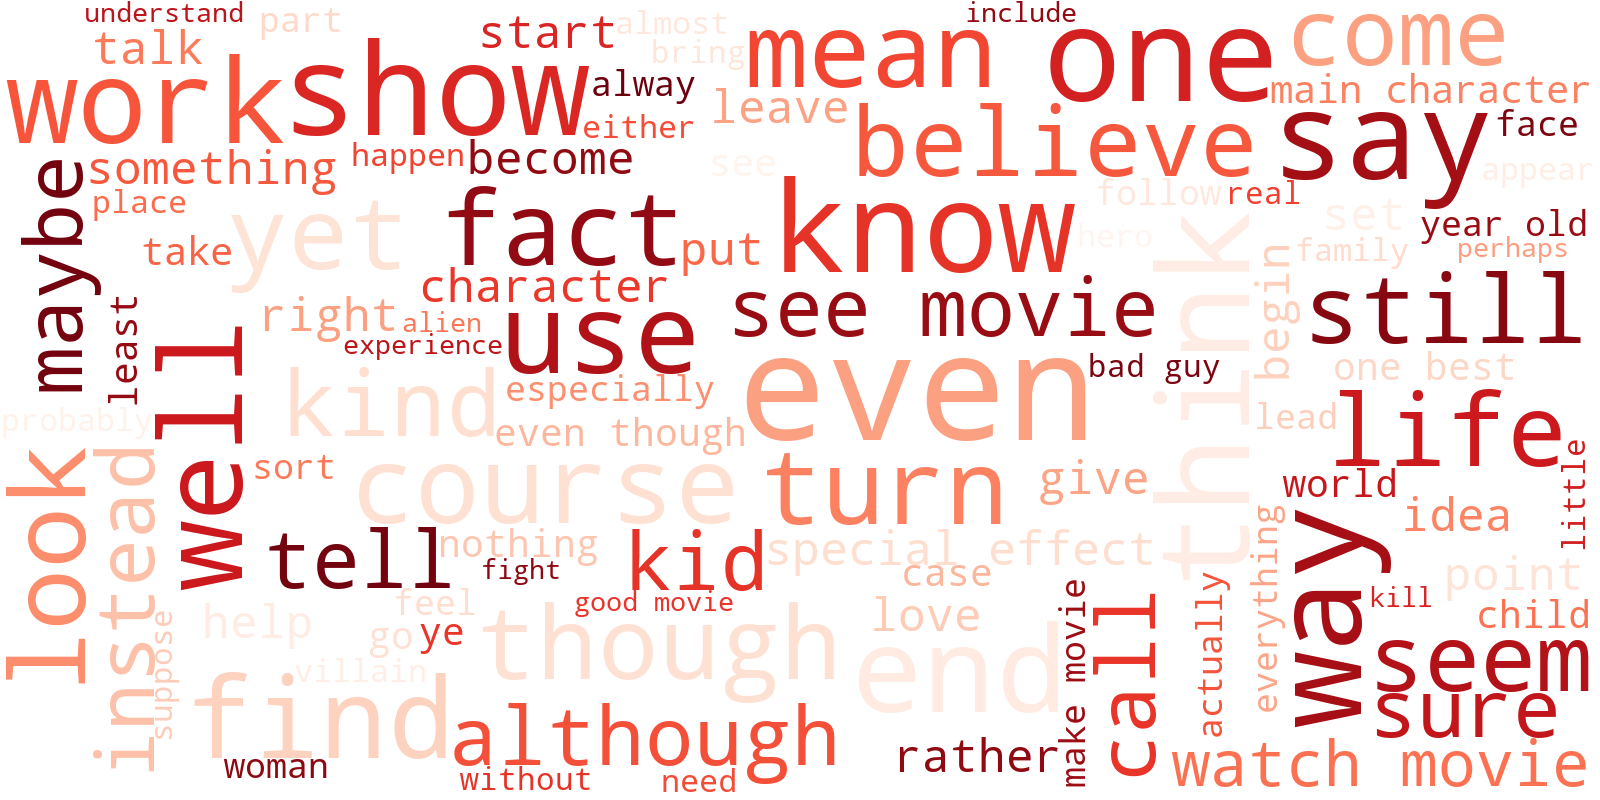 understand
part
talk
work
show
start
almost
bring
alway
either
mean
one
include
come
main character
leave
believe
say
face
appear
something
happen
become
see
know
follow
real
maybe
place
yet
fact
put
hero
think
set
year old
family
perhaps
take
character
right
alien
experience
use
see movie
begin
still
least
well
even
bad guy
one best
especially
kind
even though
probably
lead
life
look
instead
sort
course
turn
give
world
idea
little
tell
nothing
fight
kid
special effect
case
everything
way
point
kill
child
help
feel
go
ye
good movie
though
love
end
make movie
call
actually
seem
sure
suppose
villain
find
although
woman
without
need
rather
watch movie